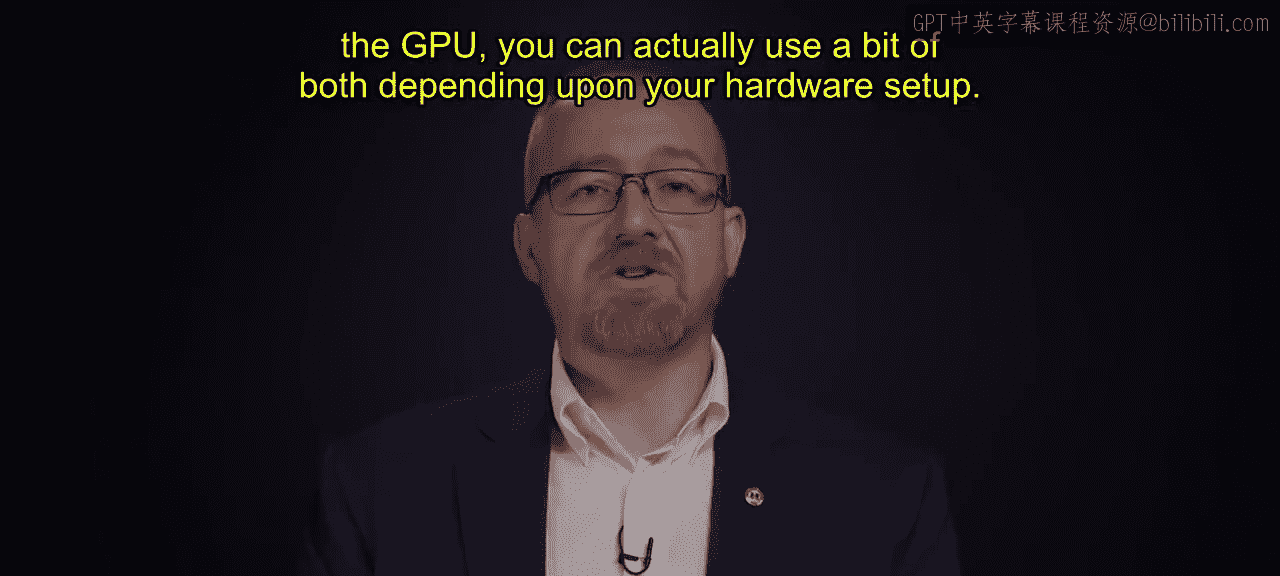 GPT中英字幕课程资源@bilibili.com
the GPU, you can actually use a bit of
both depending upon your hardware setup.